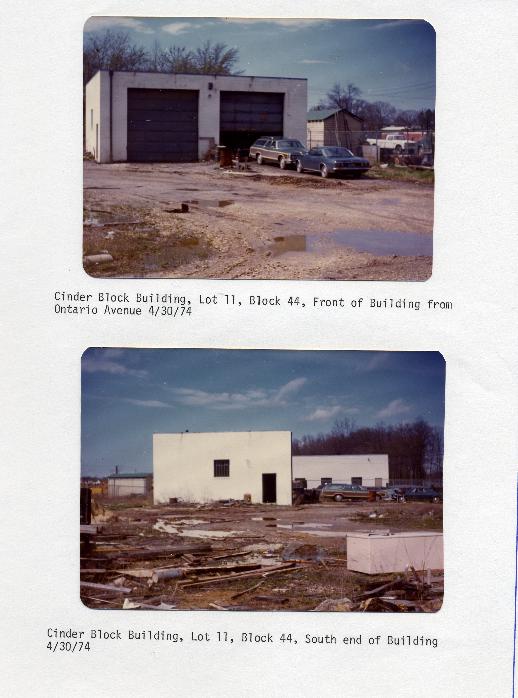 Cinder Block Building, Lot 11, Block 44, Front of Building from
Ontario Avenue 4/30/74
Cinder Block Building, Lot 11, Block 44, South end of Building
4/30/74